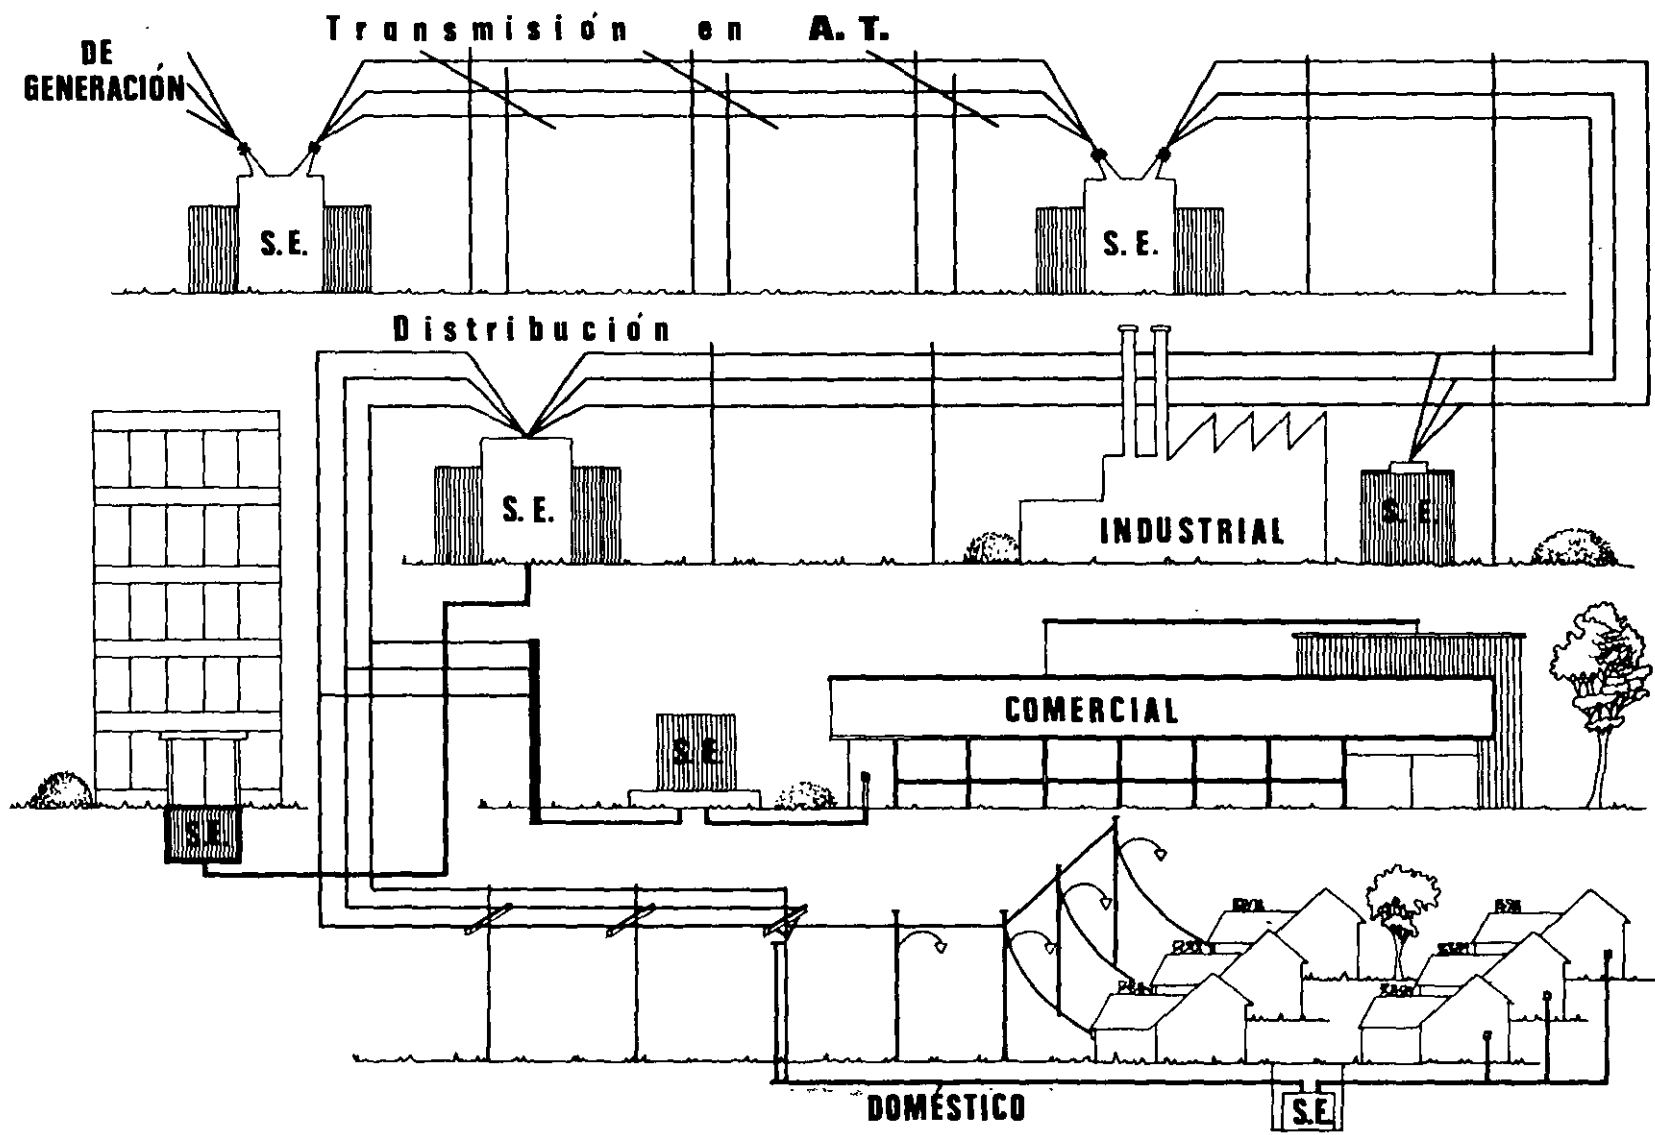 Transmisión en A. T.
DE
GENERACIÓN
S. E.
S. E.
Distribución
S. E.
INDUSTRIAL
S. E.
COMERCIAL
S. E.
S.E.
DOMÉSTICO
S.E.